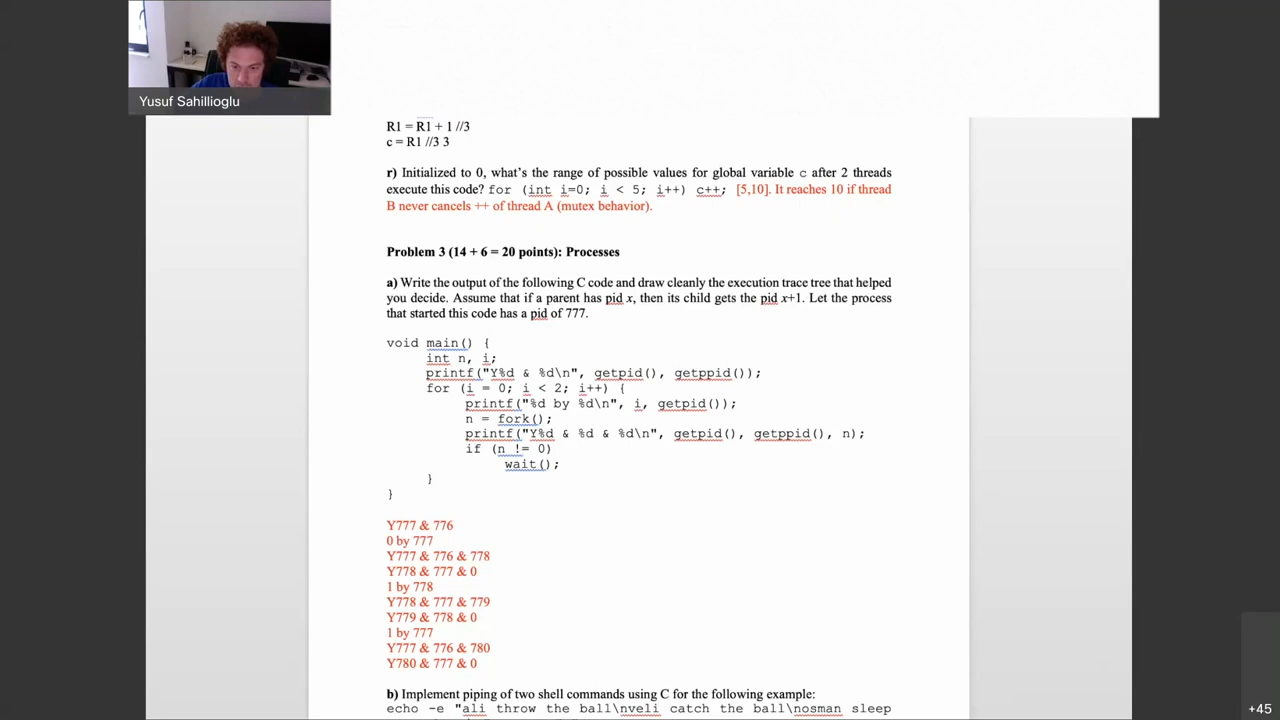 Yusuf Sahillioglu
R1 = R1 + 1 //3
c = R1 //3 3
r) Initialized to 0, what's the range of possible values for global variable c after 2 threads
execute this code? for (int i=0; i < 5; i++) c++; [5,10]. It reaches 10 if thread
B never cancels ++ of thread A (mutex behavior).
Problem 3 (14 + 6 = 20 points): Processes
a) Write the output of the following C code and draw cleanly the execution trace tree that helped
you decide. Assume that if a parent has pid x, then its child gets the pid x+1. Let the process
that started this code has a pid of 777.
void main() {
int n, i;
printf("Y%d & %d\n", getpid(), getppid());
for (i = 0; i < 2; i++) {
printf("%d by %d\n", i, getpid());
n = fork();
printf("Y%d & %d & %d\n", getpid(), getppid(), n);
if (n != 0)
wait();
}
}
Y777 & 776
0 by 777
Y777 & 776 & 778
Y778 & 777 & 0
1 by 778
Y778 & 777 & 779
Y779 & 778 & 0
1 by 777
Y777 & 776 & 780
Y780 & 777 & 0
b) Implement piping of two shell commands using C for the following example:
echo -e "ali throw the ball\nveli catch the ball\nosman sleep
+45